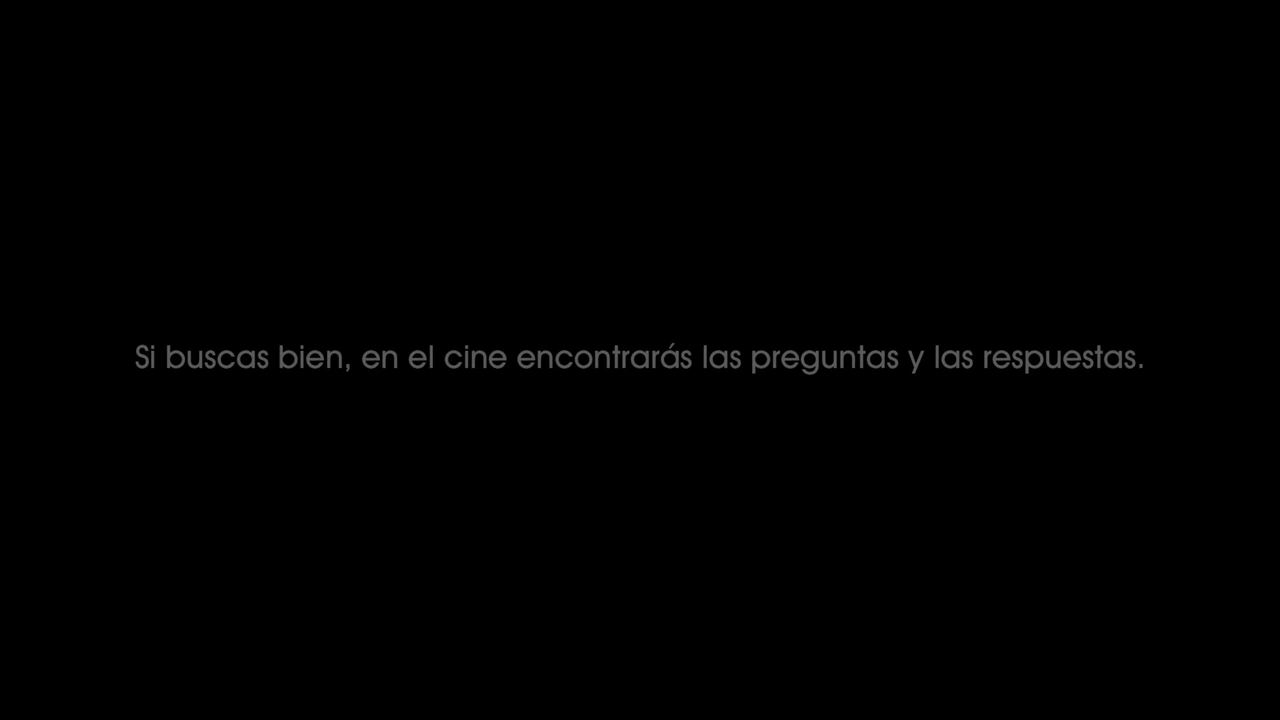 Si buscas bien, en el cine encontrarás las preguntas y las respuestas.